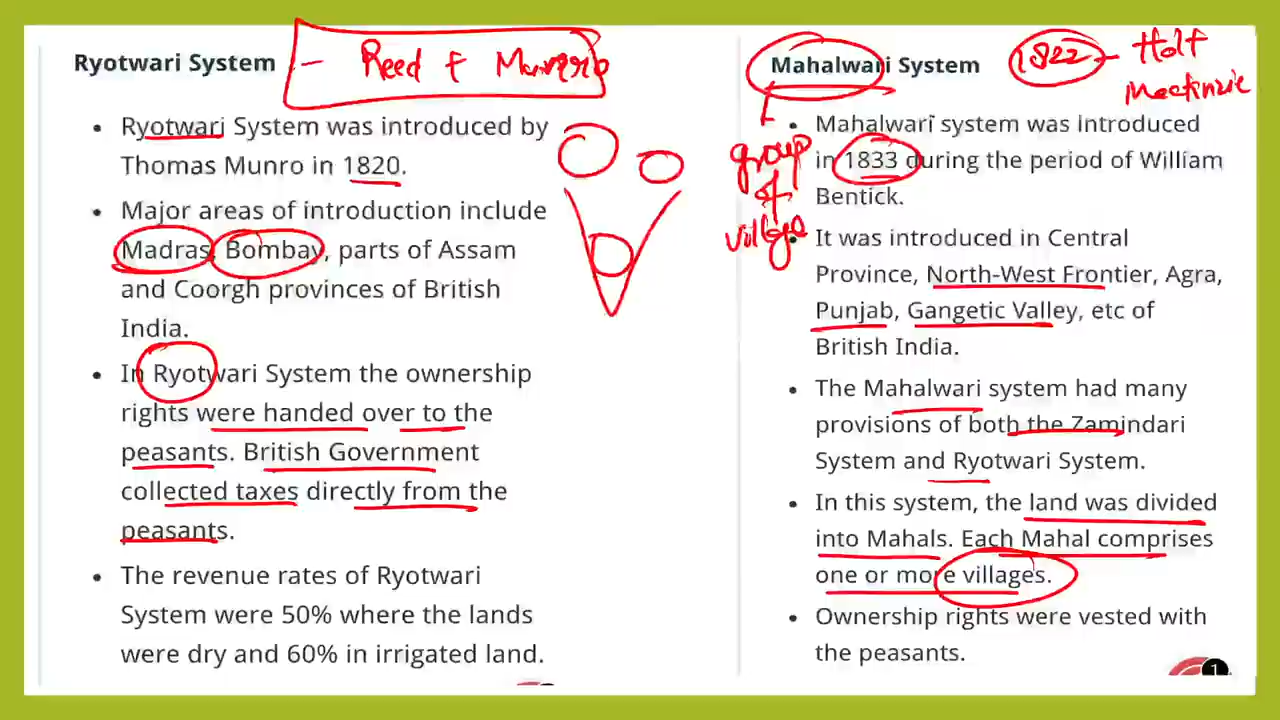 Ryotwari System
- Reed & Munro
Ryotwari System was introduced by
Thomas Munro in 1820.
Major areas of introduction include
Madras, Bombay, parts of Assam
and Coorgh provinces of British
India.
In Ryotwari System the ownership
rights were handed over to the
peasants. British Government
collected taxes directly from the
peasants.
The revenue rates of Ryotwari
System were 50% where the lands
were dry and 60% in irrigated land.
Mahalwari System
1822 - Holt
Mackinzie
group
of
village
Mahalwari system was introduced
in 1833 during the period of William
Bentick.
It was introduced in Central
Province, North-West Frontier, Agra,
Punjab, Gangetic Valley, etc of
British India.
The Mahalwari system had many
provisions of both the Zamindari
System and Ryotwari System.
In this system, the land was divided
into Mahals. Each Mahal comprises
one or more villages.
Ownership rights were vested with
the peasants.
1